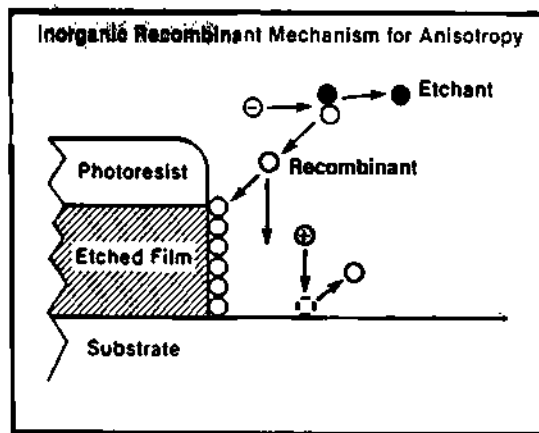 Inorganic Recombinant Mechanism for Anisotropy
Etchant
Photoresist
Recombinant
Etched Film
Substrate